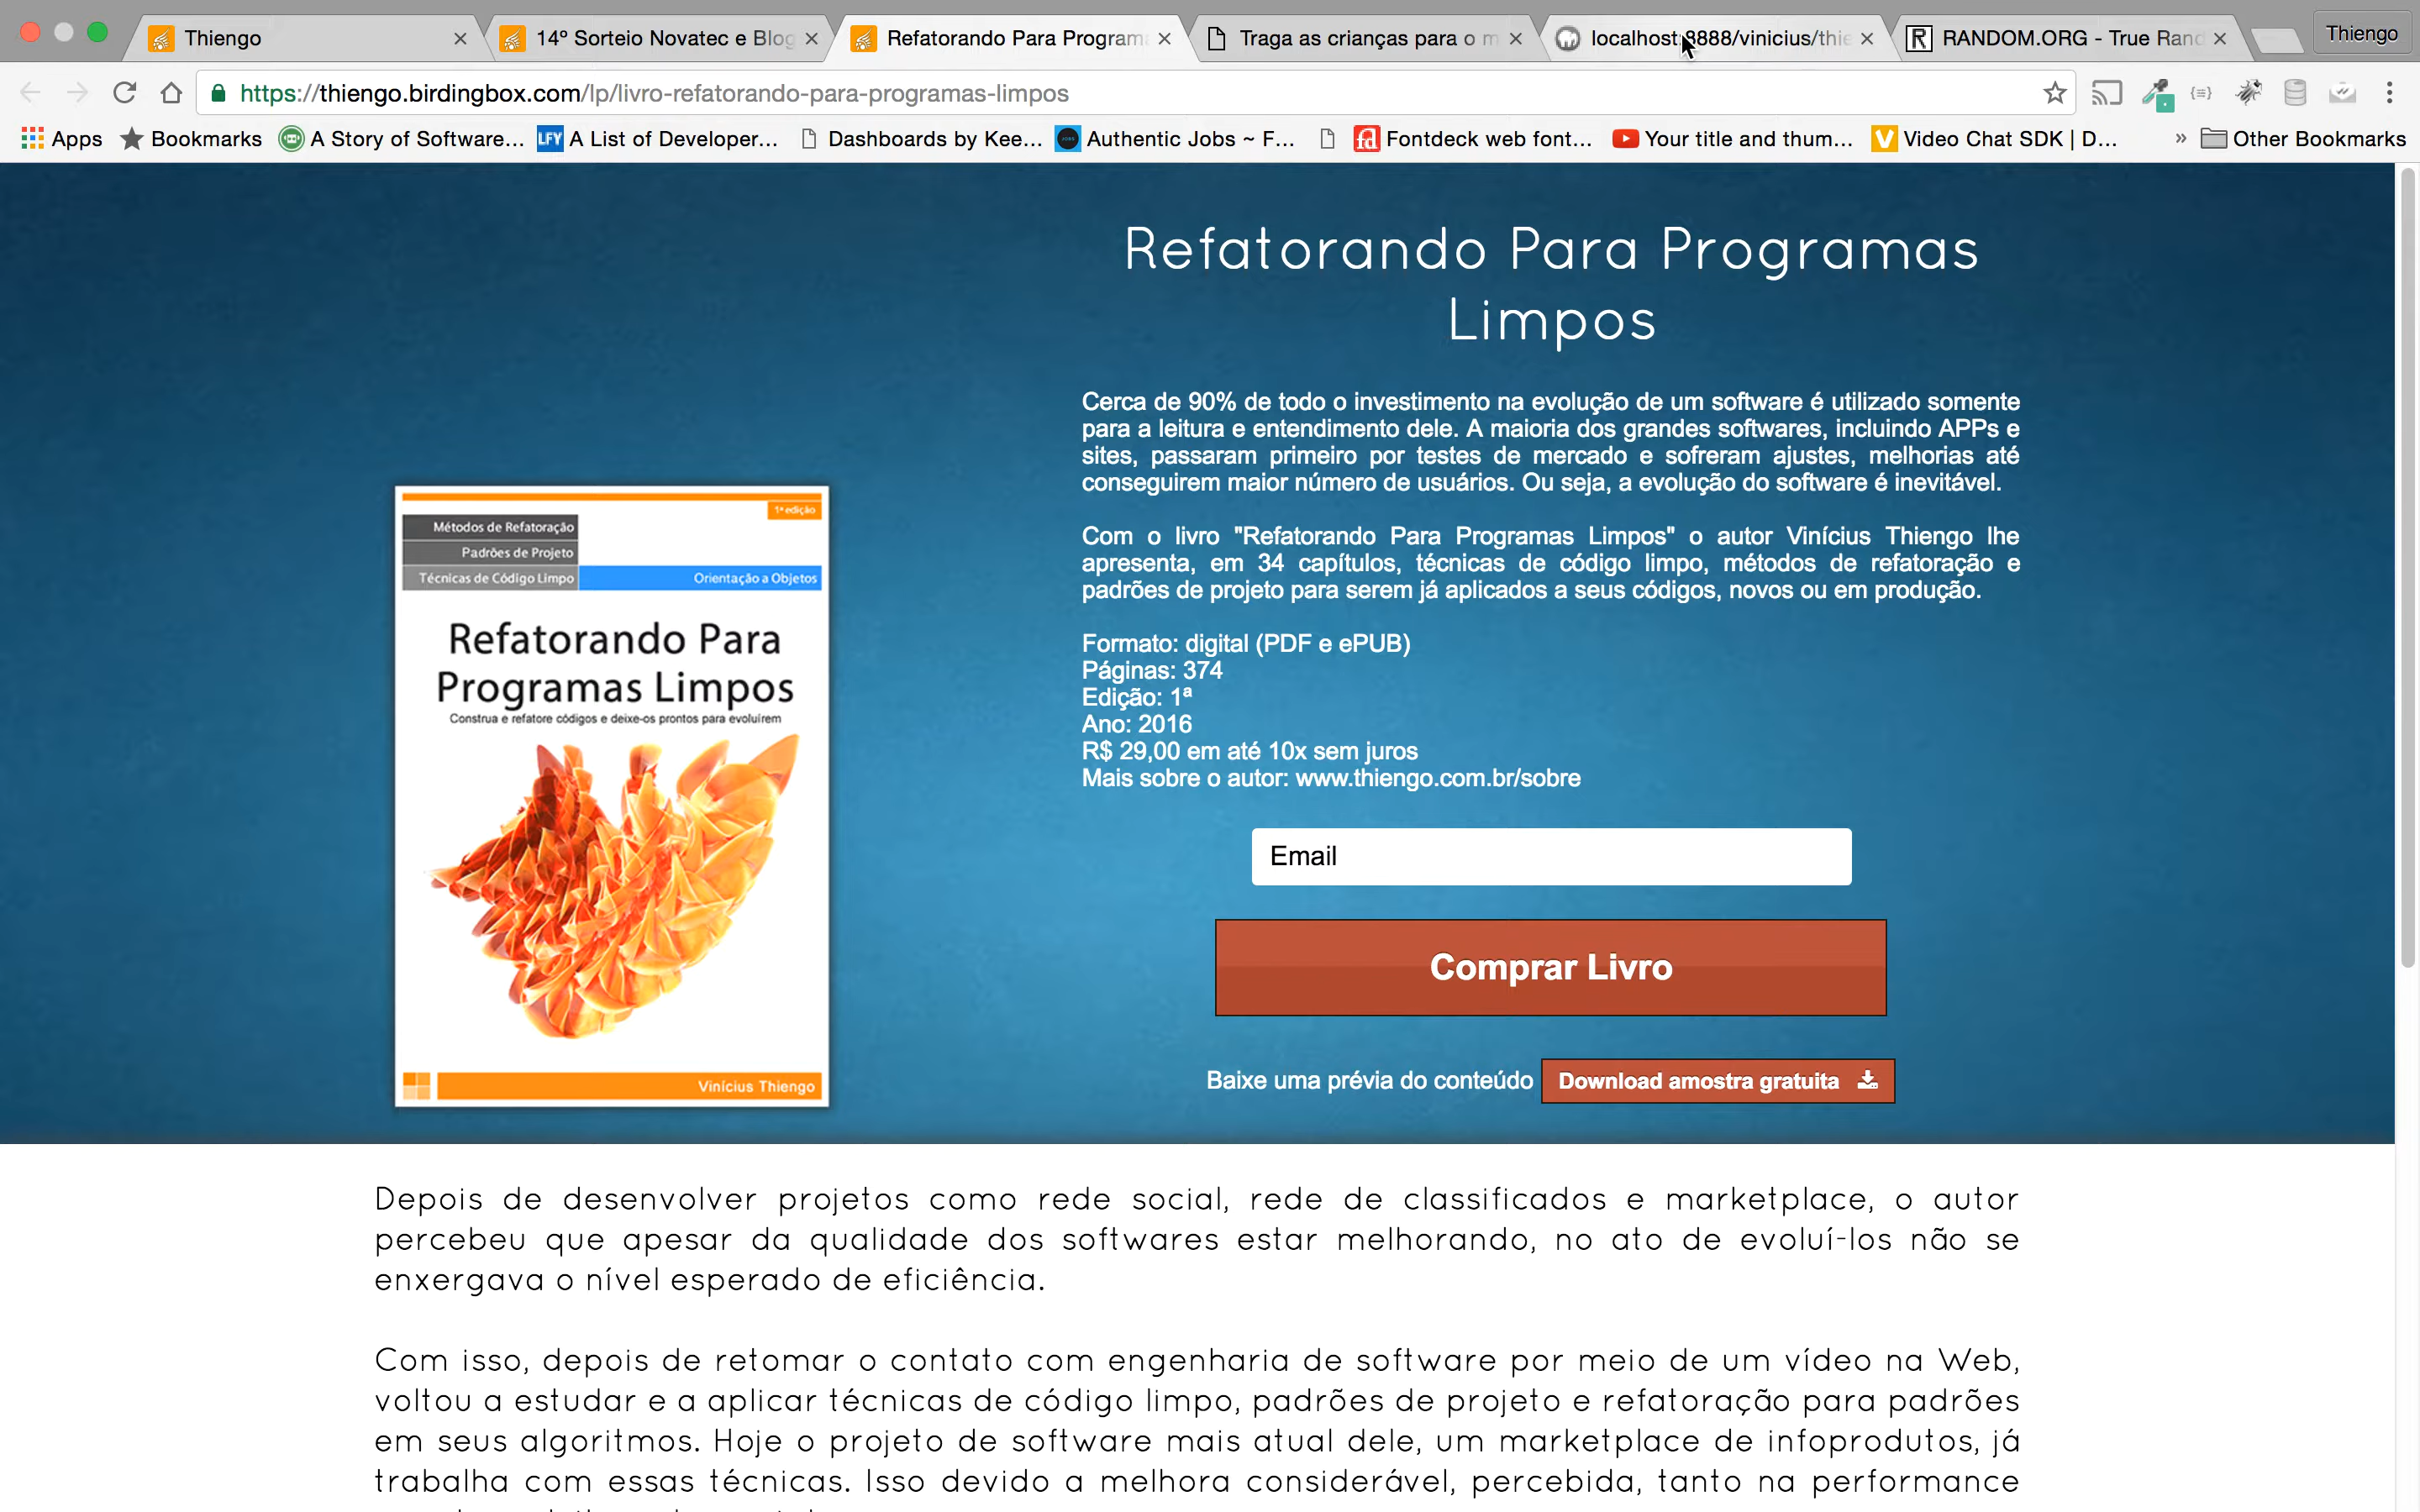 Thiengo
14º Sorteio Novatec e Blog
Refatorando Para Program
Traga as crianças para o m
localhost:8888/vinicius/thie
RANDOM.ORG - True Rand
Thiengo
https://thiengo.birdingbox.com/lp/livro-refatorando-para-programas-limpos
Apps
Bookmarks
A Story of Software...
LFY
A List of Developer...
Dashboards by Kee...
Authentic Jobs ~ F...
Fontdeck web font...
Your title and thum...
Video Chat SDK | D...
» Other Bookmarks
Refatorando Para Programas
Limpos
Cerca de 90% de todo o investimento na evolução de um software é utilizado somente
para a leitura e entendimento dele. A maioria dos grandes softwares, incluindo APPs e
sites, passaram primeiro por testes de mercado e sofreram ajustes, melhorias até
conseguirem maior número de usuários. Ou seja, a evolução do software é inevitável.
Com o livro "Refatorando Para Programas Limpos" o autor Vinícius Thiengo lhe
apresenta, em 34 capítulos, técnicas de código limpo, métodos de refatoração e
padrões de projeto para serem já aplicados a seus códigos, novos ou em produção.
Formato: digital (PDF e ePUB)
Páginas: 374
Edição: 1ª
Ano: 2016
R$ 29,00 em até 10x sem juros
Mais sobre o autor: www.thiengo.com.br/sobre
Email
Comprar Livro
Baixe uma prévia do conteúdo
Download amostra gratuita
1ª edição
Métodos de Refatoração
Padrões de Projeto
Técnicas de Código Limpo
Orientação a Objetos
Refatorando Para
Programas Limpos
Construa e refatore códigos e deixe-os prontos para evoluírem
Vinícius Thiengo
Depois de desenvolver projetos como rede social, rede de classificados e marketplace, o autor
percebeu que apesar da qualidade dos softwares estar melhorando, no ato de evoluí-los não se
enxergava o nível esperado de eficiência.
Com isso, depois de retomar o contato com engenharia de software por meio de um vídeo na Web,
voltou a estudar e a aplicar técnicas de código limpo, padrões de projeto e refatoração para padrões
em seus algoritmos. Hoje o projeto de software mais atual dele, um marketplace de infoprodutos, já
trabalha com essas técnicas. Isso devido a melhora considerável, percebida, tanto na performance